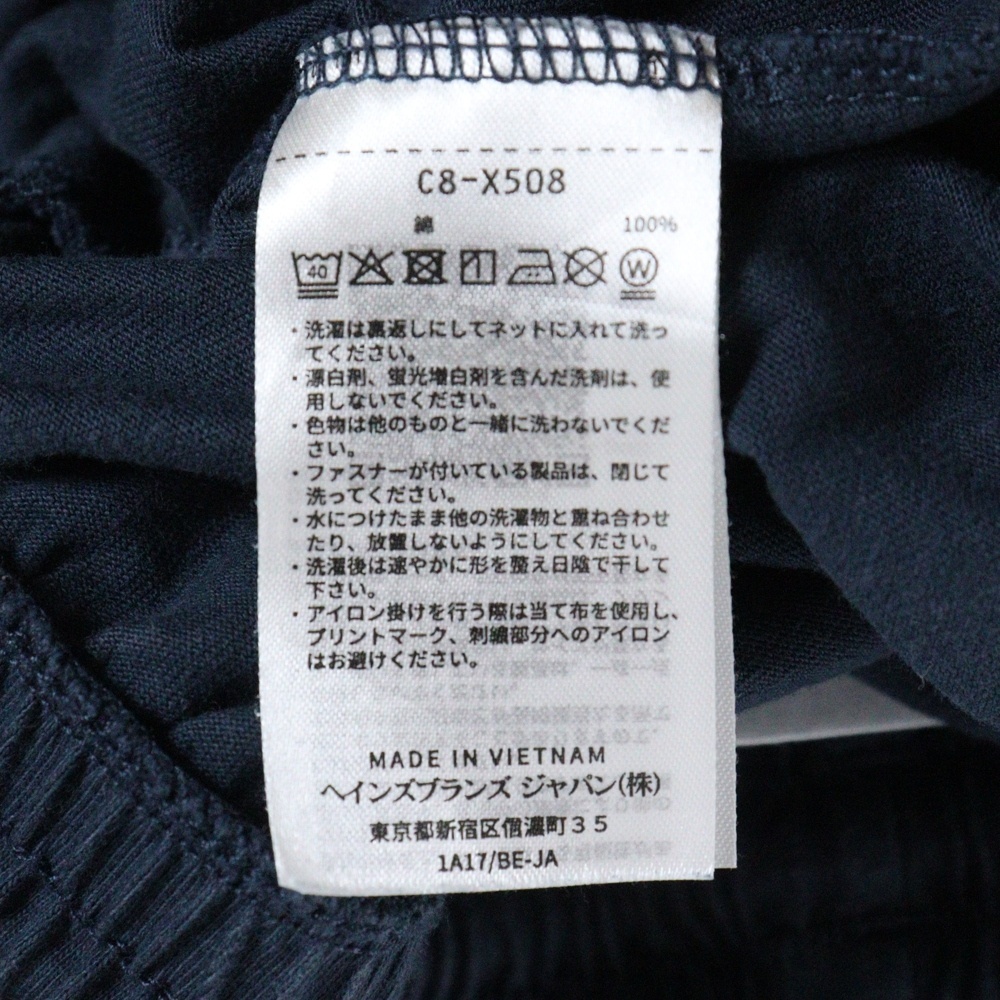 C8-X508
綿 100%
40 W
・洗濯は裏返しにしてネットに入れて洗っ
てください。
・漂白剤、蛍光増白剤を含んだ洗剤は、使
用しないでください。
・色物は他のものと一緒に洗わないでくだ
さい。
・ファスナーが付いている製品は、閉じて
洗ってください。
・水につけたまま他の洗濯物と重ね合わせ
たり、放置しないようにしてください。
・洗濯後は速やかに形を整え日陰で干して
下さい。
・アイロン掛けを行う際は当て布を使用し、
プリントマーク、刺繍部分へのアイロン
はお避けください。
MADE IN VIETNAM
ヘインズブランズ ジャパン(株)
東京都新宿区信濃町３５
1A17/BE-JA